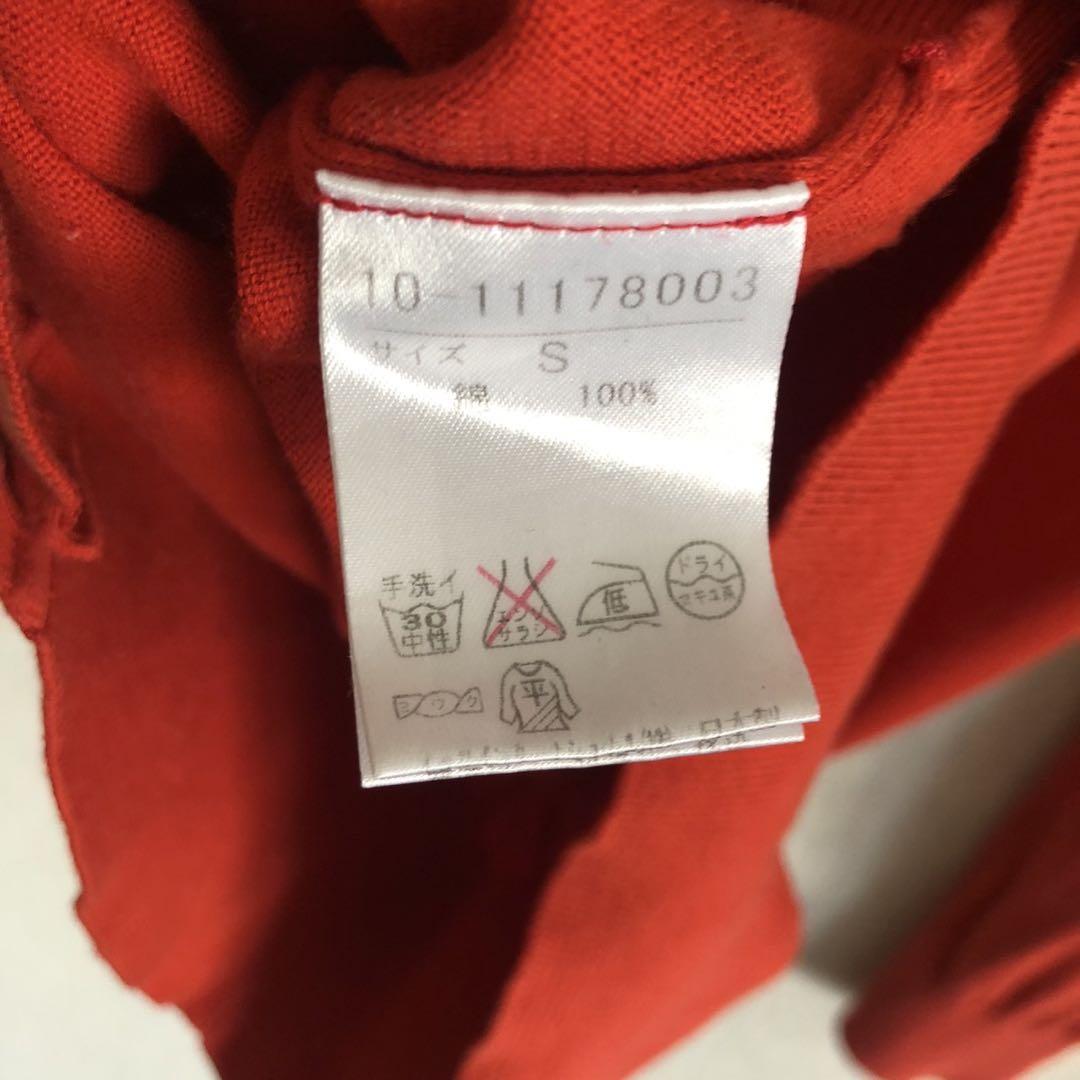 10-11178003
サイズ S
綿 100%
手洗イ
30
中性
エンソ
サラシ
低
ドライ
セキユ系
ヨワク
平